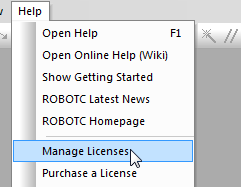 Help
Open Help F1
Open Online Help (Wiki)
Show Getting Started
ROBOTC Latest News
ROBOTC Homepage
Manage Licenses
Purchase a License